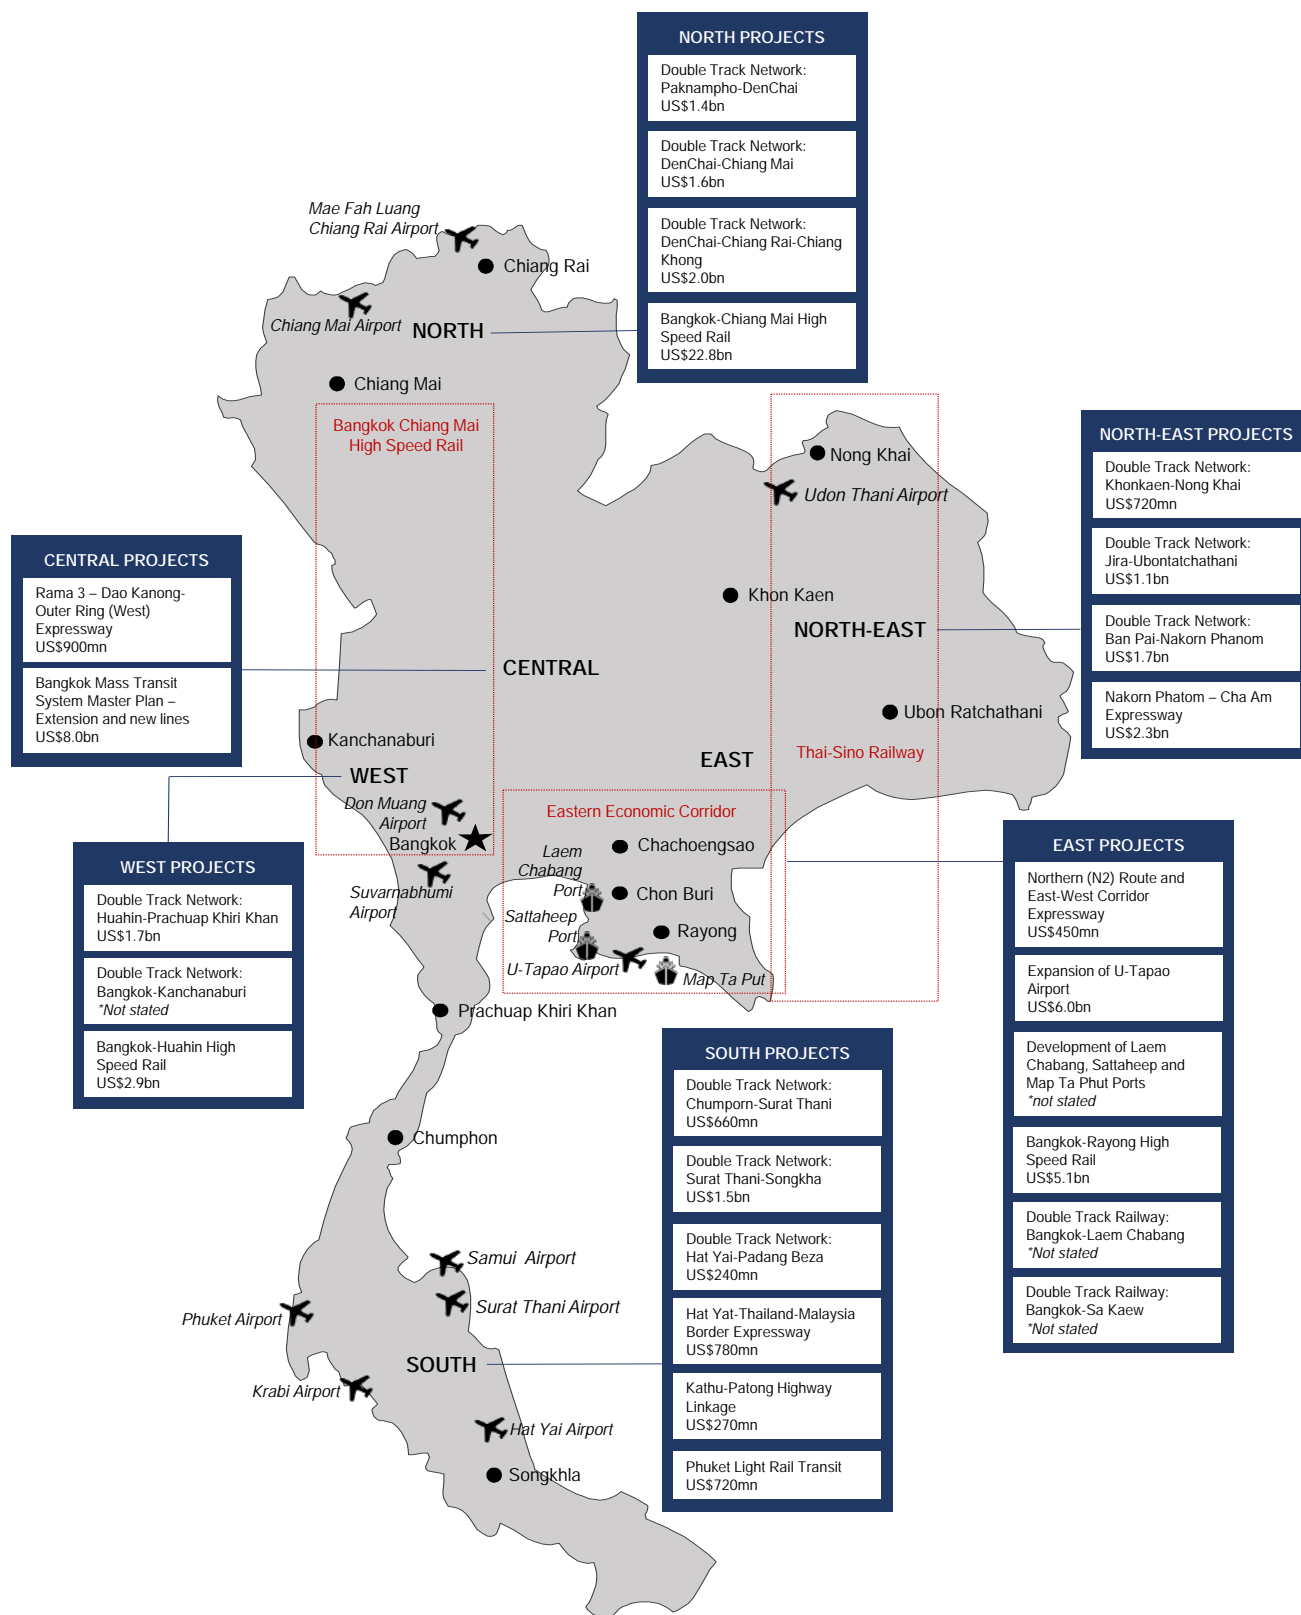 NORTH PROJECTS
Double Track Network:
Paknampho-DenChai
US$1.4bn
Double Track Network:
DenChai-Chiang Mai
US$1.6bn
Double Track Network:
DenChai-Chiang Rai-Chiang
Khong
US$2.0bn
Bangkok-Chiang Mai High
Speed Rail
US$22.8bn
Mae Fah Luang
Chiang Rai Airport
Chiang Rai
Chiang Mai Airport
NORTH
Chiang Mai
Bangkok Chiang Mai
High Speed Rail
Nong Khai
Udon Thani Airport
NORTH-EAST PROJECTS
Double Track Network:
Khonkaen-Nong Khai
US$720mn
Double Track Network:
Jira-Ubontatchathani
US$1.1bn
Double Track Network:
Ban Pai-Nakorn Phanom
US$1.7bn
Nakorn Phatom – Cha Am
Expressway
US$2.3bn
CENTRAL PROJECTS
Rama 3 – Dao Kanong-
Outer Ring (West)
Expressway
US$900mn
Bangkok Mass Transit
System Master Plan –
Extension and new lines
US$8.0bn
Khon Kaen
NORTH-EAST
CENTRAL
Ubon Ratchathani
Kanchanaburi
Thai-Sino Railway
EAST
WEST
Don Muang
Airport
Bangkok
Suvarnabhumi
Airport
Eastern Economic Corridor
Chachoengsao
Laem
Chabang
Port
Chon Buri
Sattaheep
Port
Rayong
U-Tapao Airport
Map Ta Put
WEST PROJECTS
Double Track Network:
Huahin-Prachuap Khiri Khan
US$1.7bn
Double Track Network:
Bangkok-Kanchanaburi
*Not stated
Bangkok-Huahin High
Speed Rail
US$2.9bn
EAST PROJECTS
Northern (N2) Route and
East-West Corridor
Expressway
US$450mn
Expansion of U-Tapao
Airport
US$6.0bn
Development of Laem
Chabang, Sattaheep and
Map Ta Phut Ports
*not stated
Bangkok-Rayong High
Speed Rail
US$5.1bn
Double Track Railway:
Bangkok-Laem Chabang
*Not stated
Double Track Railway:
Bangkok-Sa Kaew
*Not stated
Prachuap Khiri Khan
Chumphon
SOUTH PROJECTS
Double Track Network:
Chumporn-Surat Thani
US$660mn
Double Track Network:
Surat Thani-Songkha
US$1.5bn
Double Track Network:
Hat Yai-Padang Beza
US$240mn
Hat Yat-Thailand-Malaysia
Border Expressway
US$780mn
Kathu-Patong Highway
Linkage
US$270mn
Phuket Light Rail Transit
US$720mn
Samui Airport
Surat Thani Airport
Phuket Airport
SOUTH
Krabi Airport
Hat Yai Airport
Songkhla